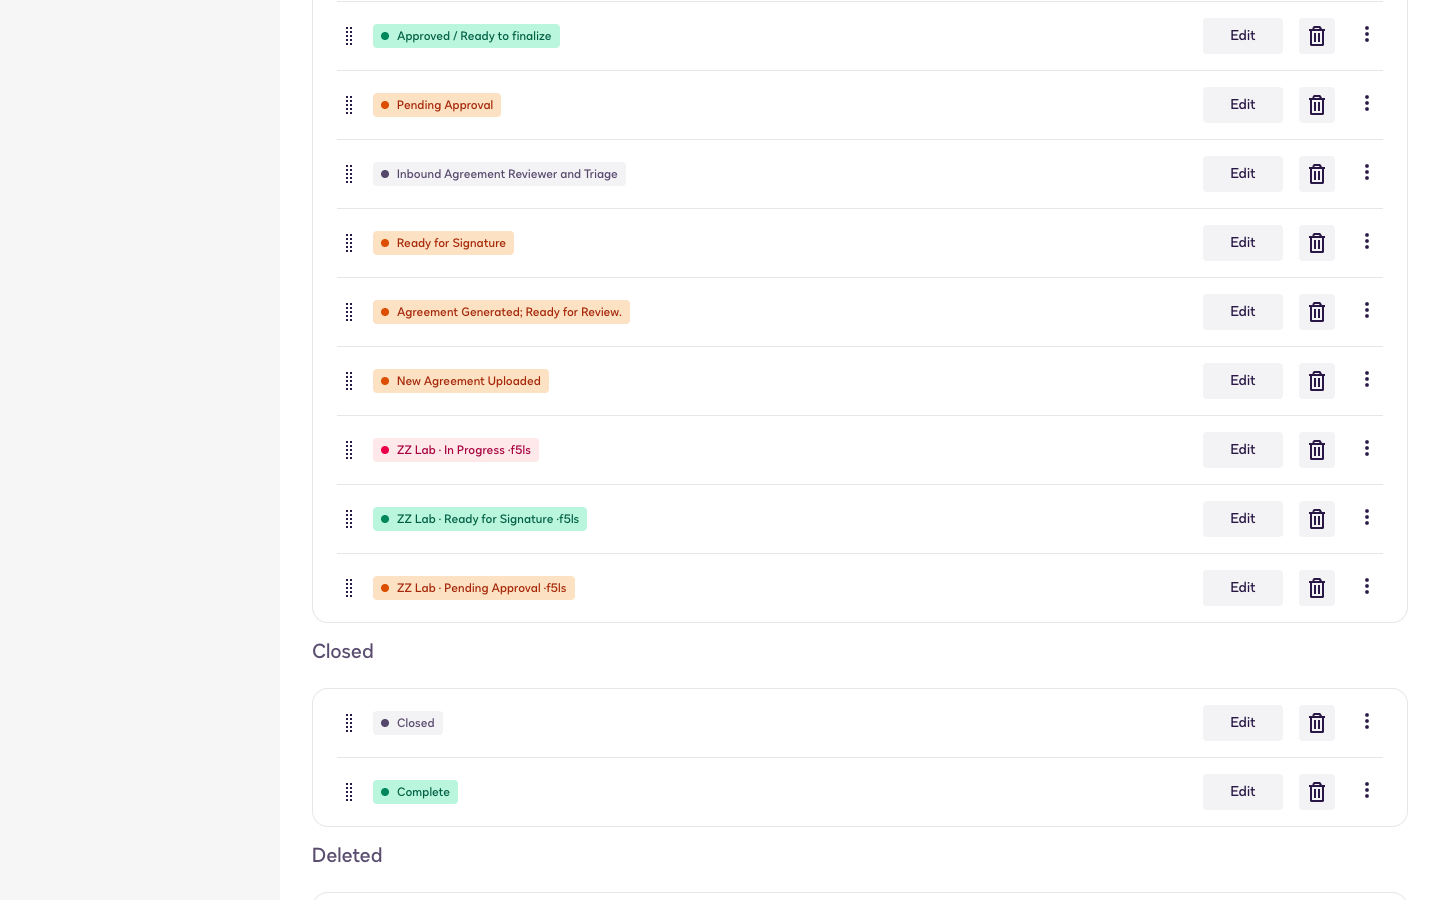 Approved / Ready to finalize Edit
Pending Approval Edit
Inbound Agreement Reviewer and Triage Edit
Ready for Signature Edit
Agreement Generated; Ready for Review. Edit
New Agreement Uploaded Edit
ZZ Lab · In Progress ·f5ls Edit
ZZ Lab · Ready for Signature ·f5ls Edit
ZZ Lab · Pending Approval ·f5ls Edit
Closed
Closed Edit
Complete Edit
Deleted